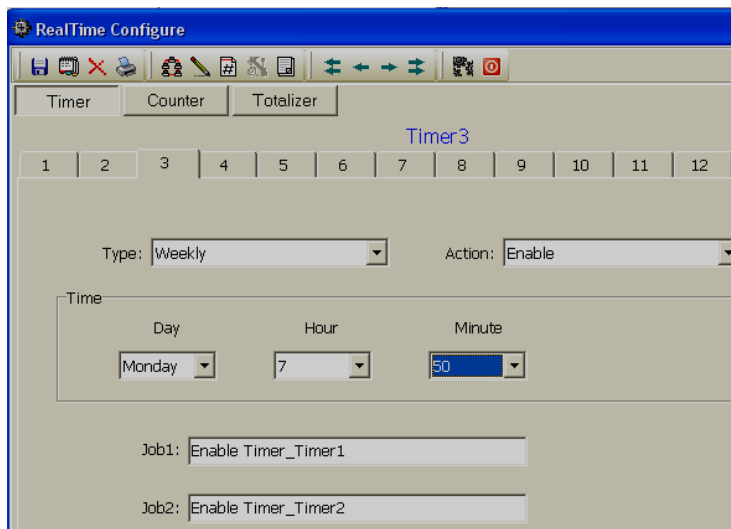 RealTime Configure
Timer Counter Totalizer
Timer3
1 2 3 4 5 6 7 8 9 10 11 12
Type: Weekly Action: Enable
Time
Day Hour Minute
Monday 7 50
Job1: Enable Timer_Timer1
Job2: Enable Timer_Timer2